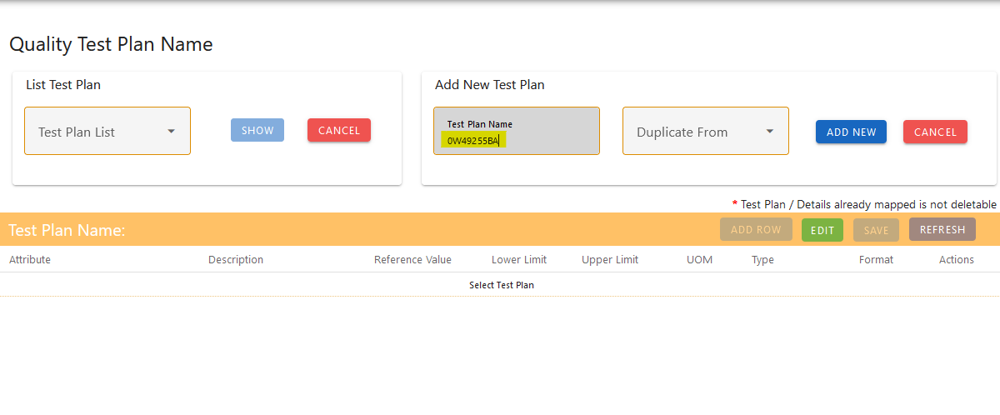 Quality Test Plan Name
List Test Plan
Test Plan List
SHOW
CANCEL
Add New Test Plan
Test Plan Name
0W49255BA
Duplicate From
ADD NEW
CANCEL
* Test Plan / Details already mapped is not deletable
Test Plan Name:
ADD ROW
EDIT
SAVE
REFRESH
Attribute Description Reference Value Lower Limit Upper Limit UOM Type Format Actions
Select Test Plan